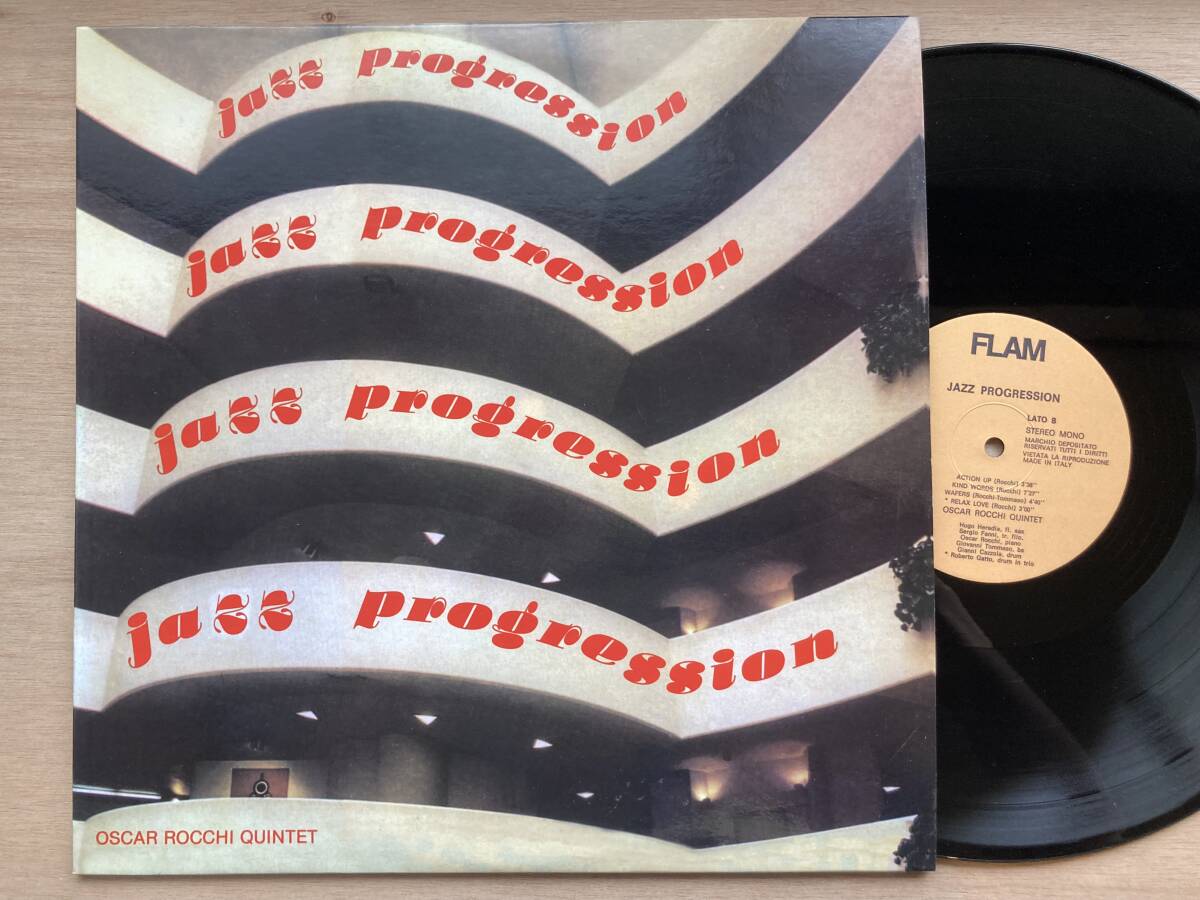 jazz progression
jazz progression
jazz progression
jazz progression
OSCAR ROCCHI QUINTET
FLAM
JAZZ PROGRESSION
LATO B
STEREO MONO
MARCHIO DEPOSITATO
RISERVATI TUTTI I DIRITTI
VIETATA LA RIPRODUZIONE
MADE IN ITALY
ACTION UP (Rocchi) 3'38"
KIND WORDS (Rocchi) 7'27"
WAFERS (Rocchi-Tommaso) 4'40"
* RELAX LOVE (Rocchi) 2'00"
OSCAR ROCCHI QUINTET
Hugo Heredia, fl. sax
Sergio Fanni, tr. flic.
Oscar Rocchi, piano
Giovanni Tommaso, bs
Gianni Cazzola, drum
* Roberto Gatto, drum in trio